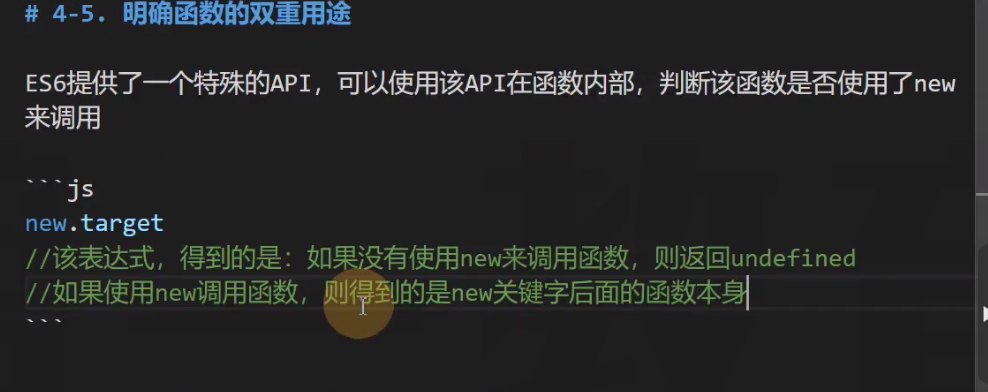 # 4-5. 明确函数的双重用途
ES6提供了一个特殊的API，可以使用该API在函数内部，判断该函数是否使用了new
来调用
```js
new.target
//该表达式，得到的是：如果没有使用new来调用函数，则返回undefined
//如果使用new调用函数，则得到的是new关键字后面的函数本身
```